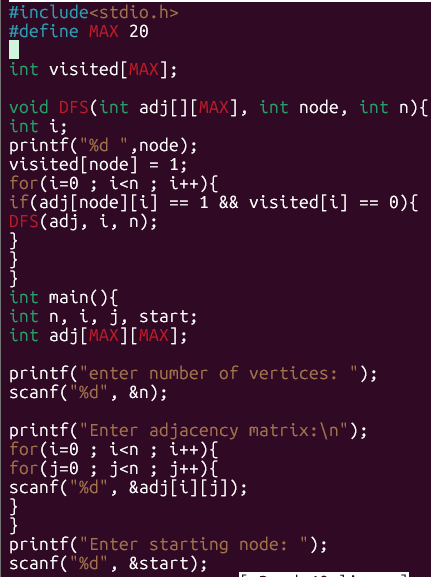 #include<stdio.h>
#define MAX 20
int visited[MAX];
void DFS(int adj[][MAX], int node, int n){
int i;
printf("%d ",node);
visited[node] = 1;
for(i=0 ; i<n ; i++){
if(adj[node][i] == 1 && visited[i] == 0){
DFS(adj, i, n);
}
}
}
int main(){
int n, i, j, start;
int adj[MAX][MAX];
printf("enter number of vertices: ");
scanf("%d", &n);
printf("Enter adjacency matrix:\n");
for(i=0 ; i<n ; i++){
for(j=0 ; j<n ; j++){
scanf("%d", &adj[i][j]);
}
}
printf("Enter starting node: ");
scanf("%d", &start);